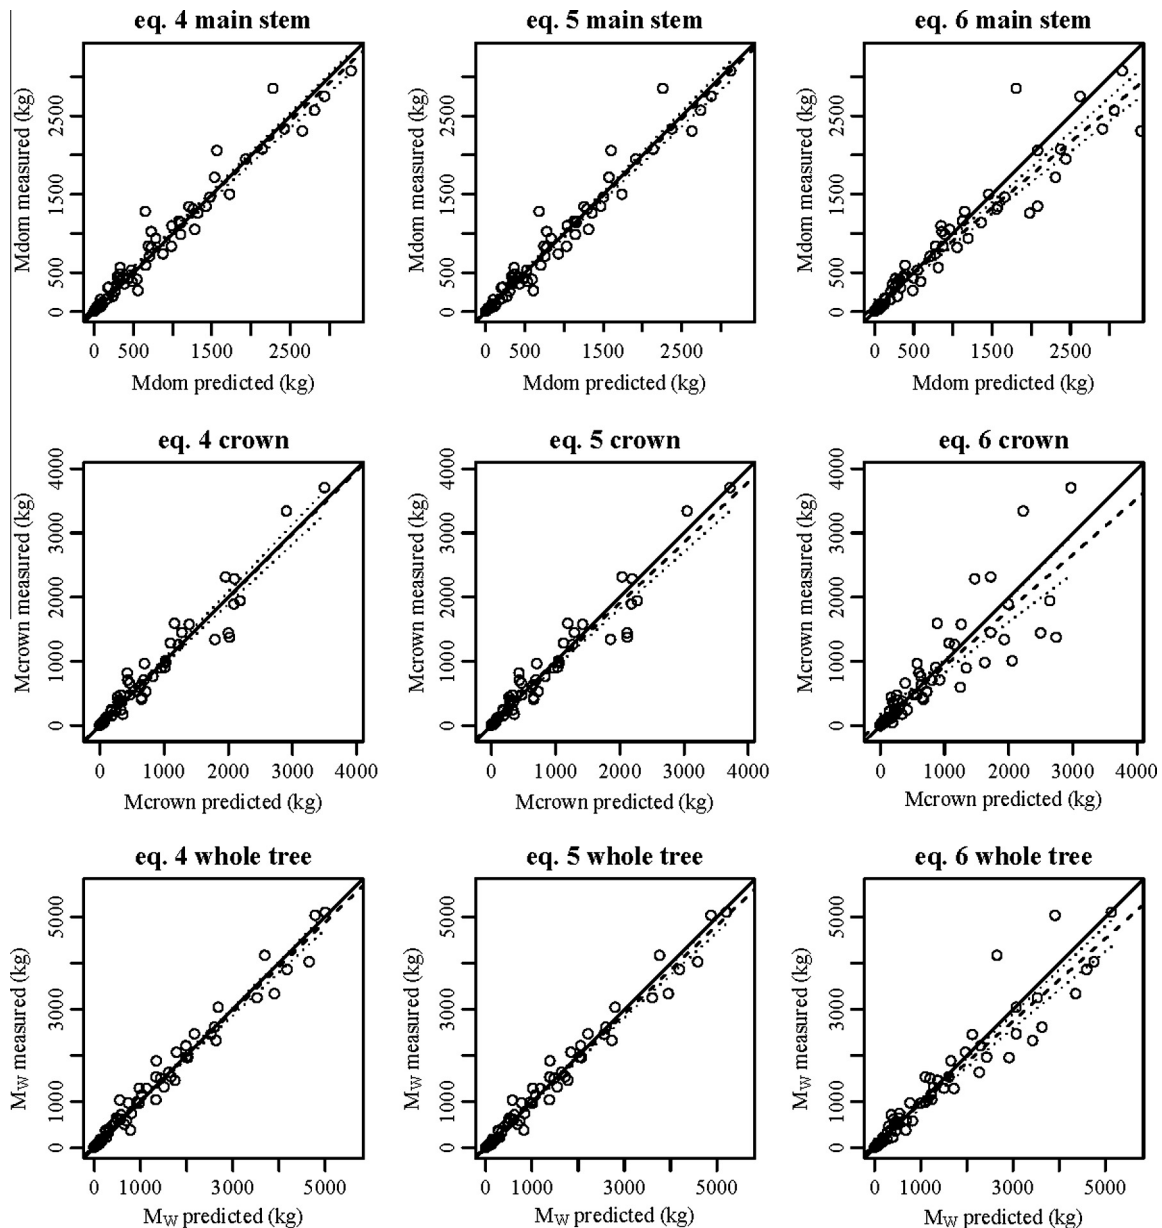 eq. 4 main stem
eq. 5 main stem
eq. 6 main stem
Mdom measured (kg)
2500
1500
500
0
0 500 1500 2500
Mdom predicted (kg)
Mdom measured (kg)
2500
1500
500
0
0 500 1500 2500
Mdom predicted (kg)
Mdom measured (kg)
2500
1500
500
0
0 500 1500 2500
Mdom predicted (kg)
eq. 4 crown
eq. 5 crown
eq. 6 crown
Mcrown measured (kg)
4000
3000
2000
1000
0
0 1000 2000 3000 4000
Mcrown predicted (kg)
Mcrown measured (kg)
4000
3000
2000
1000
0
0 1000 2000 3000 4000
Mcrown predicted (kg)
Mcrown measured (kg)
4000
3000
2000
1000
0
0 1000 2000 3000 4000
Mcrown predicted (kg)
eq. 4 whole tree
eq. 5 whole tree
eq. 6 whole tree
Mw measured (kg)
5000
3000
1000
0
0 1000 3000 5000
Mw predicted (kg)
Mw measured (kg)
5000
3000
1000
0
0 1000 3000 5000
Mw predicted (kg)
Mw measured (kg)
5000
3000
1000
0
0 1000 3000 5000
Mw predicted (kg)